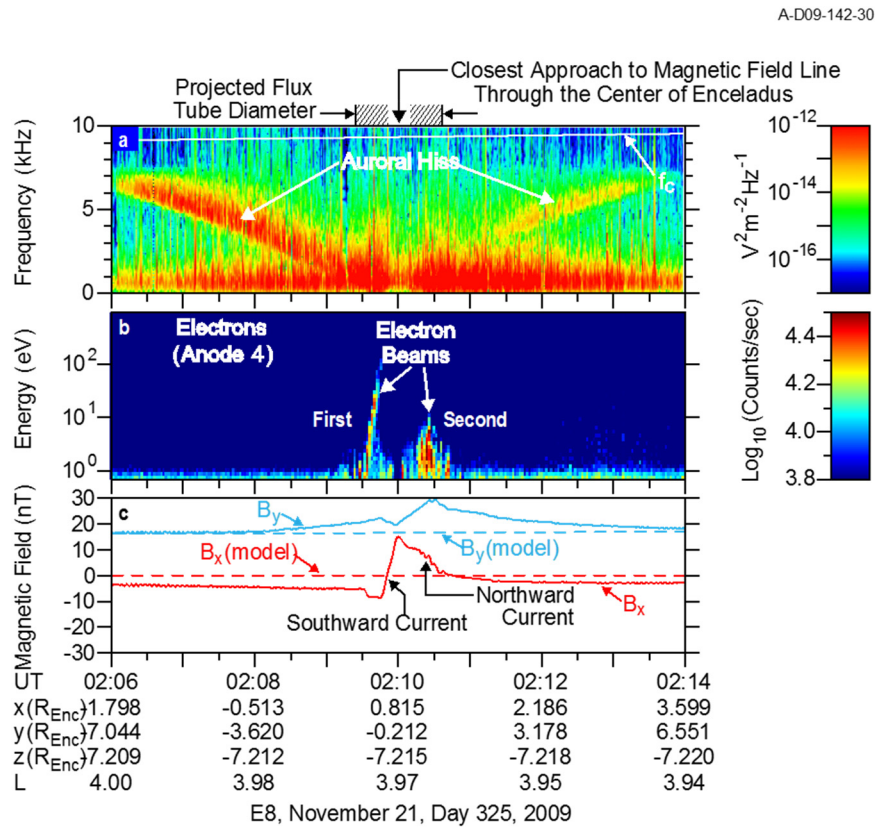 A-D09-142-30
Projected Flux
Tube Diameter
Closest Approach to Magnetic Field Line
Through the Center of Enceladus
Frequency (kHz)
10
5
0
a
Auroral Hiss
fc
10⁻¹²
10⁻¹⁴
10⁻¹⁶
V²m⁻²Hz⁻¹
Energy (eV)
10²
10¹
10⁰
b
Electrons
(Anode 4)
Electron
Beams
First
Second
4.4
4.2
4.0
3.8
Log₁₀ (Counts/sec)
Magnetic Field (nT)
30
20
10
0
-10
-20
-30
c
By
Bx(model)
By(model)
Southward Current
Northward
Current
Bx
UT 02:06 02:08 02:10 02:12 02:14
x(REnc) -1.798 -0.513 0.815 2.186 3.599
y(REnc) -7.044 -3.620 -0.212 3.178 6.551
z(REnc) -7.209 -7.212 -7.215 -7.218 -7.220
L 4.00 3.98 3.97 3.95 3.94
E8, November 21, Day 325, 2009